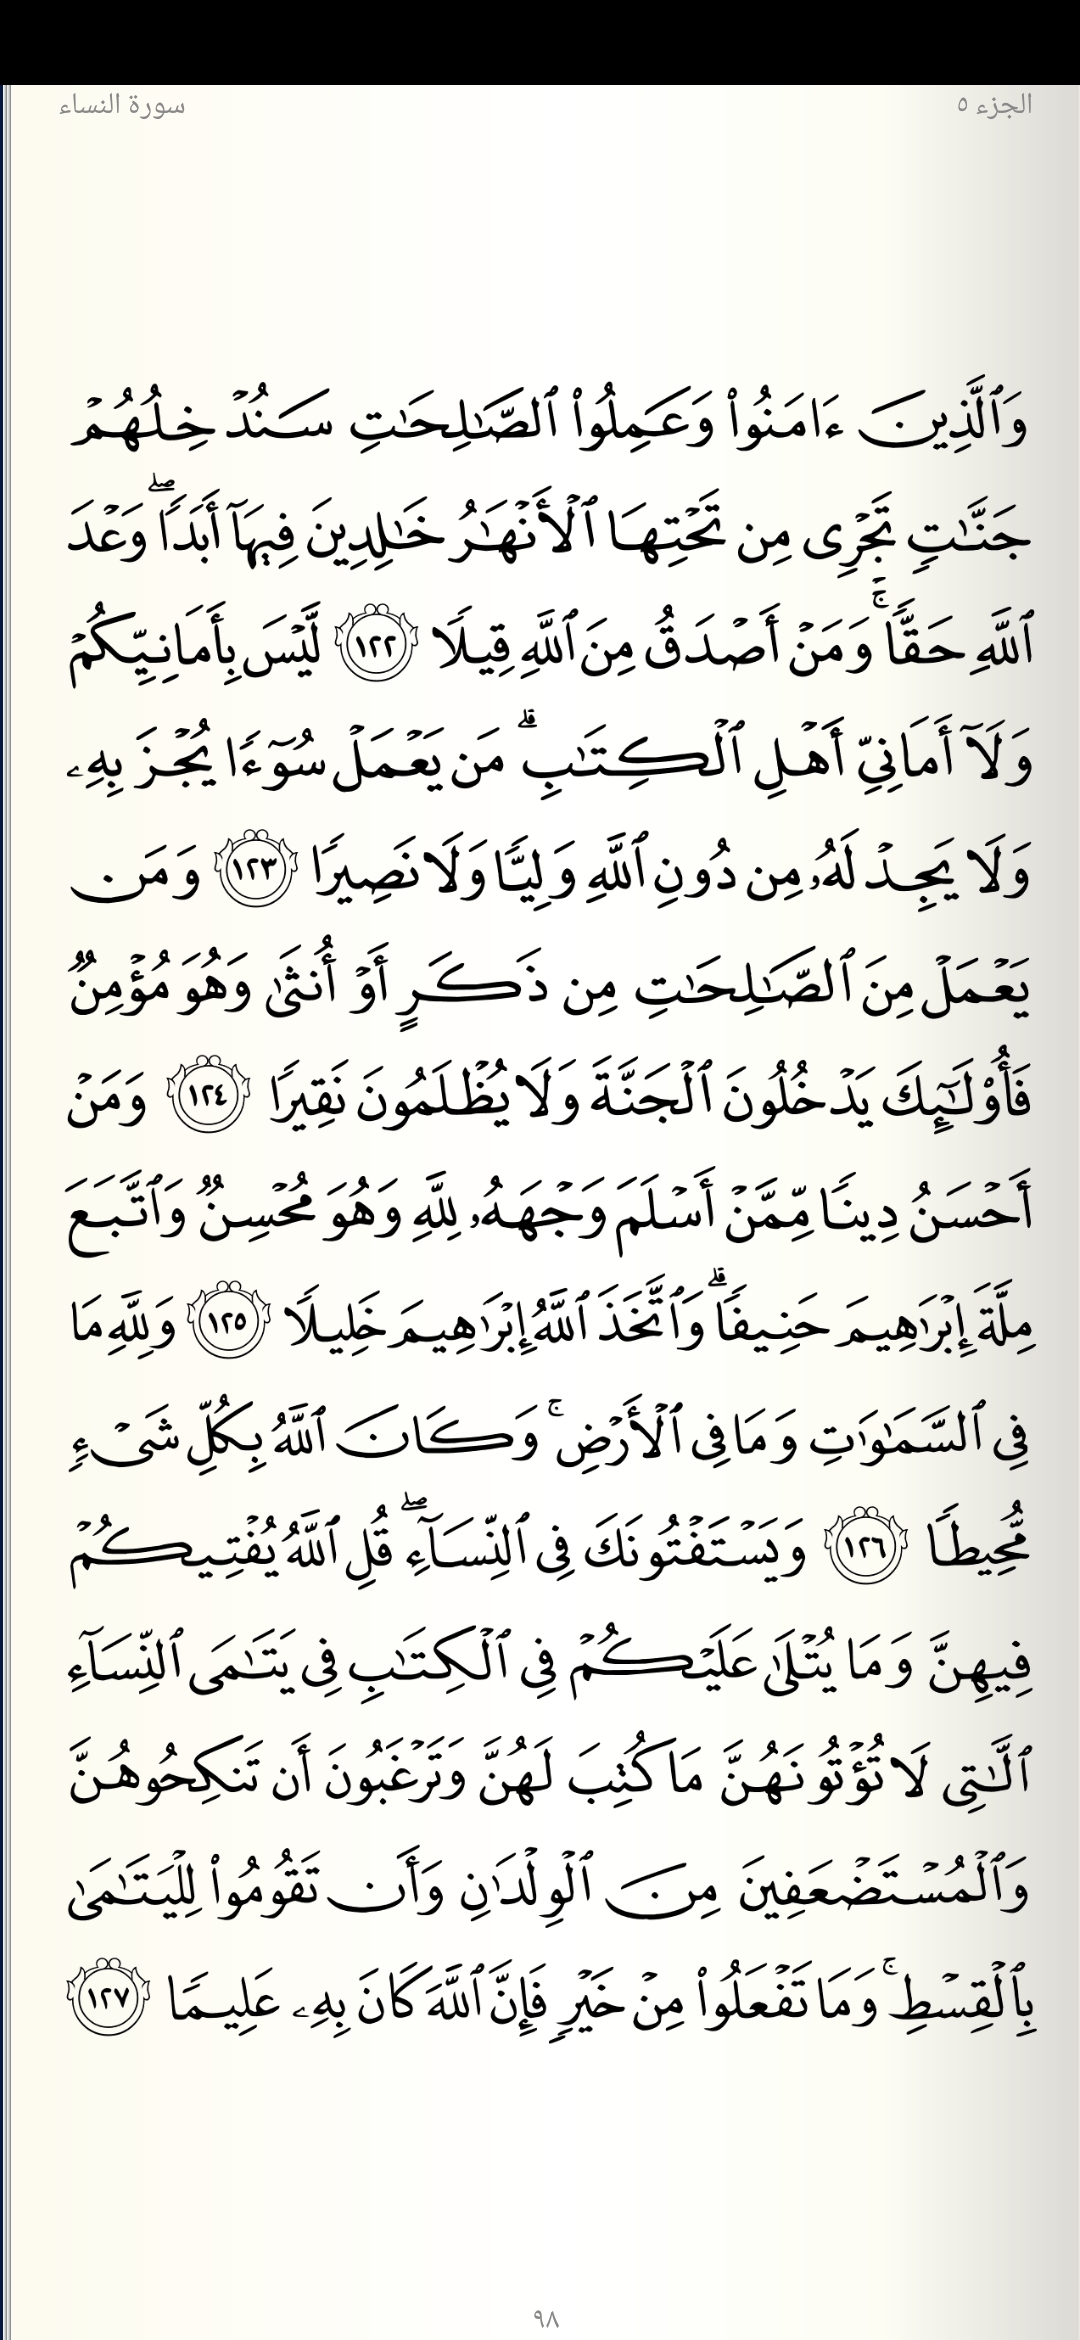 الجزء ٥
سورة النساء
وَٱلَّذِينَ ءَامَنُوا۟ وَعَمِلُوا۟ ٱلصَّـٰلِحَـٰتِ سَنُدْخِلُهُمْ
جَنَّـٰتٍ تَجْرِى مِن تَحْتِهَا ٱلْأَنْهَـٰرُ خَـٰلِدِينَ فِيهَآ أَبَدًا ۖ وَعْدَ
ٱللَّهِ حَقًّا ۚ وَمَنْ أَصْدَقُ مِنَ ٱللَّهِ قِيلًا ١٢٢ لَّيْسَ بِأَمَانِيِّكُمْ
وَلَآ أَمَانِىِّ أَهْلِ ٱلْكِتَـٰبِ ۗ مَن يَعْمَلْ سُوٓءًا يُجْزَ بِهِۦ
وَلَا يَجِدْ لَهُۥ مِن دُونِ ٱللَّهِ وَلِيًّا وَلَا نَصِيرًا ١٢٣ وَمَن
يَعْمَلْ مِنَ ٱلصَّـٰلِحَـٰتِ مِن ذَكَرٍ أَوْ أُنثَىٰ وَهُوَ مُؤْمِنٌ
فَأُو۟لَـٰٓئِكَ يَدْخُلُونَ ٱلْجَنَّةَ وَلَا يُظْلَمُونَ نَقِيرًا ١٢٤ وَمَنْ
أَحْسَنُ دِينًا مِّمَّنْ أَسْلَمَ وَجْهَهُۥ لِلَّهِ وَهُوَ مُحْسِنٌ وَٱتَّبَعَ
مِلَّةَ إِبْرَٰهِيمَ حَنِيفًا ۗ وَٱتَّخَذَ ٱللَّهُ إِبْرَٰهِيمَ خَلِيلًا ١٢٥ وَلِلَّهِ مَا
فِى ٱلسَّمَـٰوَٰتِ وَمَا فِى ٱلْأَرْضِ ۚ وَكَانَ ٱللَّهُ بِكُلِّ شَىْءٍ
مُّحِيطًا ١٢٦ وَيَسْتَفْتُونَكَ فِى ٱلنِّسَآءِ ۖ قُلِ ٱللَّهُ يُفْتِيكُمْ
فِيهِنَّ وَمَا يُتْلَىٰ عَلَيْكُمْ فِى ٱلْكِتَـٰبِ فِى يَتَـٰمَى ٱلنِّسَآءِ
ٱلَّـٰتِى لَا تُؤْتُونَهُنَّ مَا كُتِبَ لَهُنَّ وَتَرْغَبُونَ أَن تَنكِحُوهُنَّ
وَٱلْمُسْتَضْعَفِينَ مِنَ ٱلْوِلْدَٰنِ وَأَن تَقُومُوا۟ لِلْيَتَـٰمَىٰ
بِٱلْقِسْطِ ۚ وَمَا تَفْعَلُوا۟ مِنْ خَيْرٍ فَإِنَّ ٱللَّهَ كَانَ بِهِۦ عَلِيمًا ١٢٧
٩٨